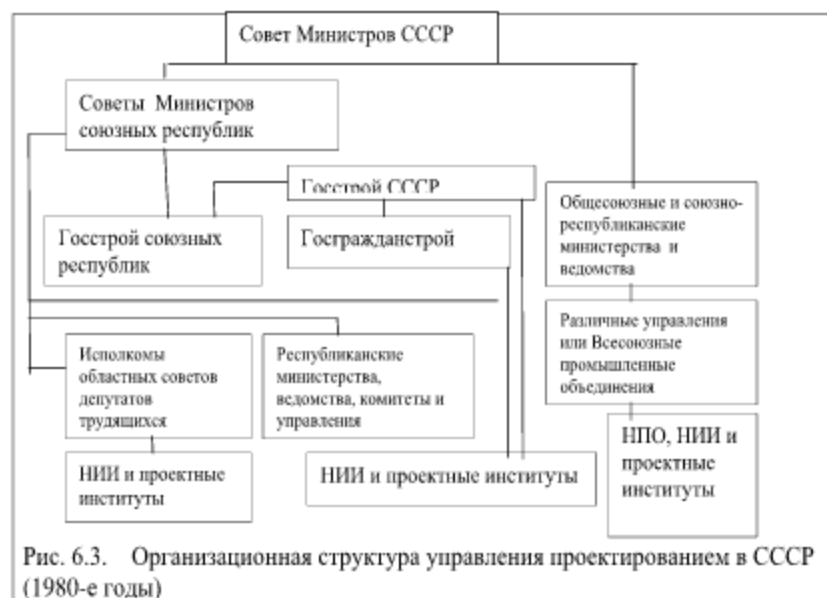 Совет Министров СССР
Советы Министров
союзных республик
Госстрой СССР
Общесоюзные и союзно-
республиканские
министерства и
ведомства
Госстрой союзных
республик
Госгражданстрой
Различные управления
или Всесоюзные
промышленные
объединения
Исполкомы
областных советов
депутатов
трудящихся
Республиканские
министерства,
ведомства, комитеты и
управления
НПО, НИИ и
проектные
институты
НИИ и проектные
институты
НИИ и проектные институты
Рис. 6.3. Организационная структура управления проектированием в СССР
(1980-е годы)